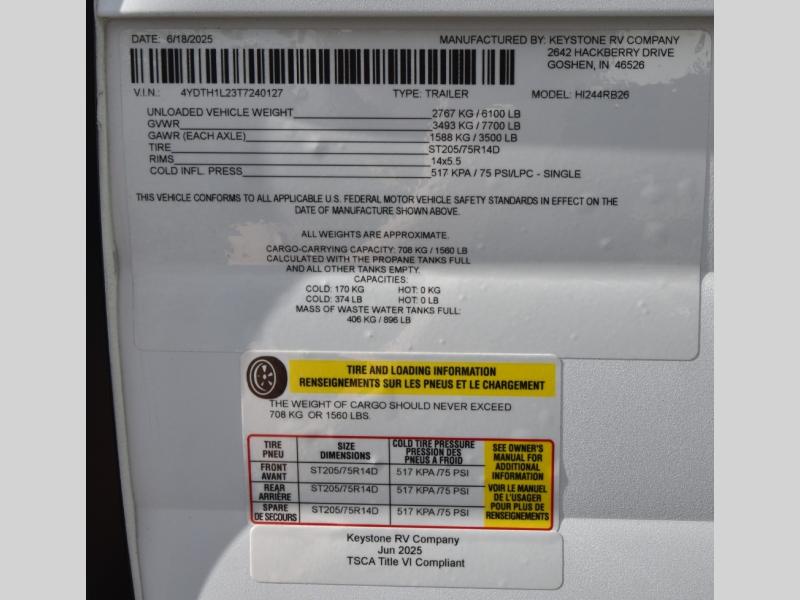 DATE: 6/18/2025 MANUFACTURED BY: KEYSTONE RV COMPANY
2642 HACKBERRY DRIVE
GOSHEN, IN 46526
V.I.N.: 4YDTH1L23T7240127 TYPE: TRAILER MODEL: HI244RB26
UNLOADED VEHICLE WEIGHT 2767 KG / 6100 LB
GVWR 3493 KG / 7700 LB
GAWR (EACH AXLE) 1588 KG / 3500 LB
TIRE ST205/75R14D
RIMS 14x5.5
COLD INFL. PRESS 517 KPA / 75 PSI/LPC - SINGLE
THIS VEHICLE CONFORMS TO ALL APPLICABLE U.S. FEDERAL MOTOR VEHICLE SAFETY STANDARDS IN EFFECT ON THE
DATE OF MANUFACTURE SHOWN ABOVE.
ALL WEIGHTS ARE APPROXIMATE.
CARGO-CARRYING CAPACITY: 708 KG / 1560 LB
CALCULATED WITH THE PROPANE TANKS FULL
AND ALL OTHER TANKS EMPTY.
CAPACITIES:
COLD: 170 KG HOT: 0 KG
COLD: 374 LB HOT: 0 LB
MASS OF WASTE WATER TANKS FULL:
406 KG / 896 LB
TIRE AND LOADING INFORMATION
RENSEIGNEMENTS SUR LES PNEUS ET LE CHARGEMENT
THE WEIGHT OF CARGO SHOULD NEVER EXCEED
708 KG OR 1560 LBS.
TIRE
PNEU
SIZE
DIMENSIONS
COLD TIRE PRESSURE
PRESSION DES
PNEUS A FROID
FRONT
AVANT
ST205/75R14D 517 KPA /75 PSI
REAR
ARRIÈRE
ST205/75R14D 517 KPA /75 PSI
SPARE
DE SECOURS
ST205/75R14D 517 KPA /75 PSI
SEE OWNER'S
MANUAL FOR
ADDITIONAL
INFORMATION
VOIR LE MANUEL
DE L'USAGER
POUR PLUS DE
RENSEIGNEMENTS
Keystone RV Company
Jun 2025
TSCA Title VI Compliant